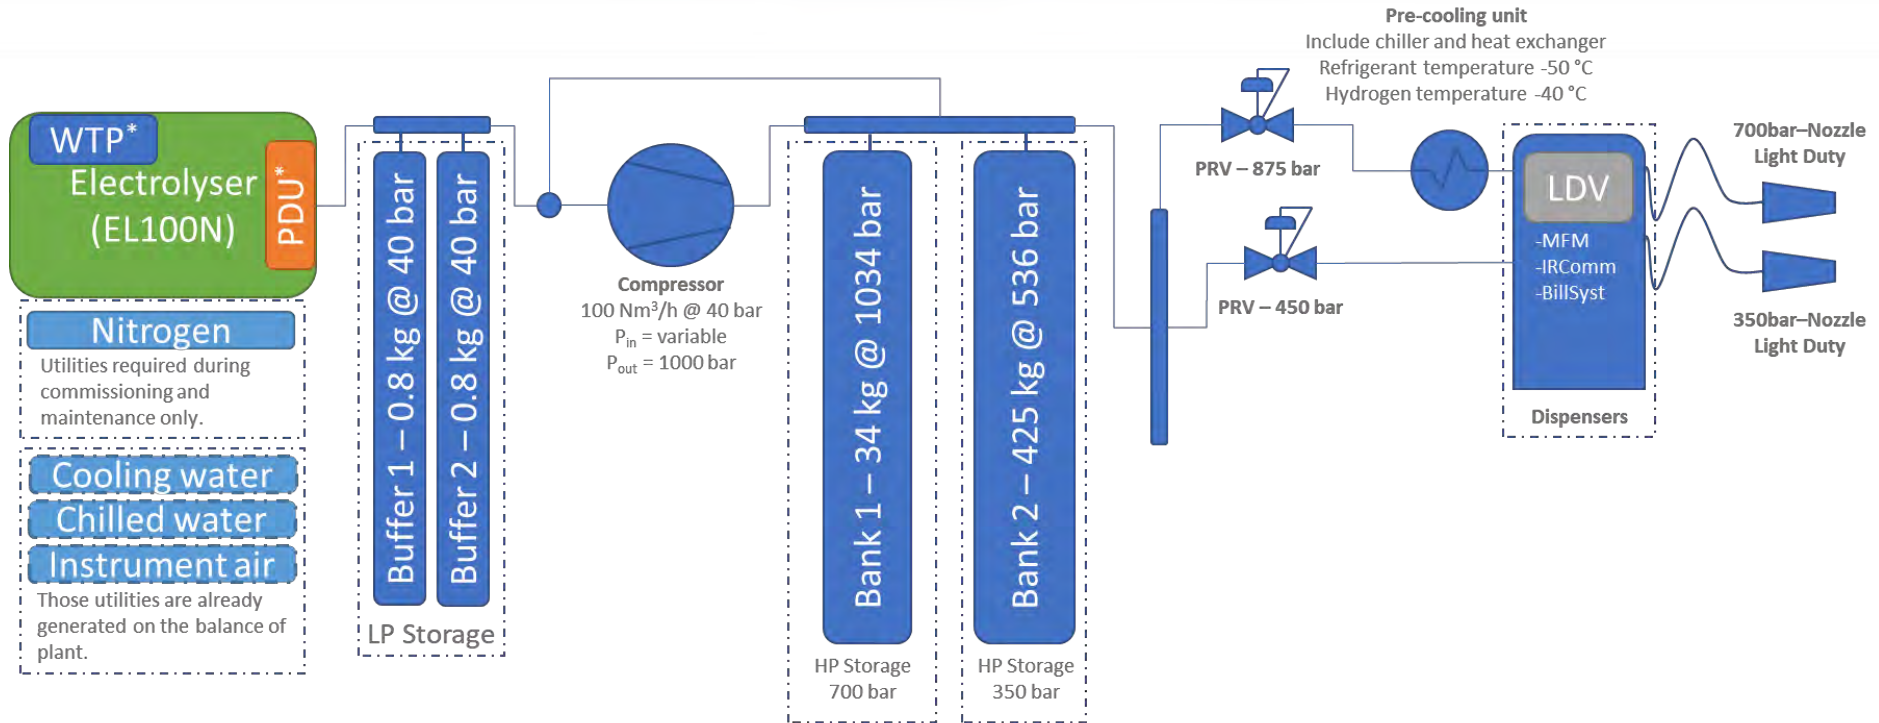 WTP*
Electrolyser
(EL100N)
PDU*
Nitrogen
Utilities required during
commissioning and
maintenance only.
Cooling water
Chilled water
Instrument air
Those utilities are already
generated on the balance of
plant.
Buffer 1 – 0.8 kg @ 40 bar
Buffer 2 – 0.8 kg @ 40 bar
LP Storage
Compressor
100 Nm³/h @ 40 bar
Pin = variable
Pout = 1000 bar
Bank 1 – 34 kg @ 1034 bar
HP Storage
700 bar
Bank 2 – 425 kg @ 536 bar
HP Storage
350 bar
Pre-cooling unit
Include chiller and heat exchanger
Refrigerant temperature -50 °C
Hydrogen temperature -40 °C
PRV – 875 bar
PRV – 450 bar
LDV
-MFM
-IRComm
-BillSyst
Dispensers
700bar–Nozzle
Light Duty
350bar–Nozzle
Light Duty